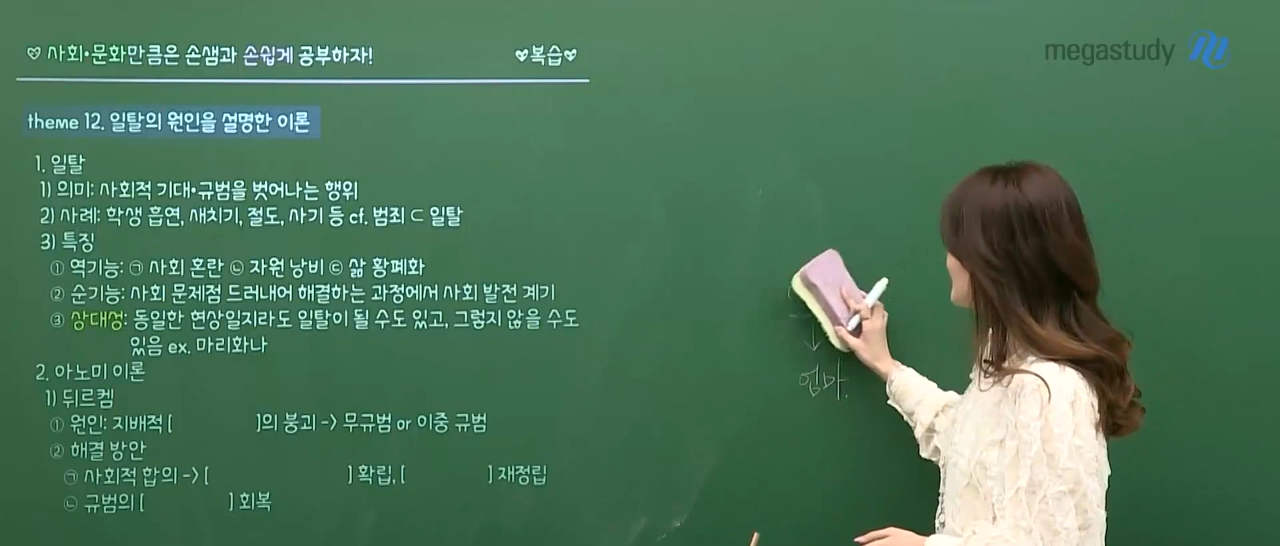 ♡ 사회•문화만큼은 손쌤과 손쉽게 공부하자!
♥복습♥
megastudy
theme 12. 일탈의 원인을 설명한 이론
1. 일탈
1) 의미: 사회적 기대•규범을 벗어나는 행위
2) 사례: 학생 흡연, 새치기, 절도, 사기 등 cf. 범죄 ⊂ 일탈
3) 특징
① 역기능: ㉠ 사회 혼란 ㉡ 자원 낭비 ㉢ 삶 황폐화
② 순기능: 사회 문제점 드러내어 해결하는 과정에서 사회 발전 계기
③ 상대성: 동일한 현상일지라도 일탈이 될 수도 있고, 그렇지 않을 수도
있음 ex. 마리화나
2. 아노미 이론
1) 뒤르켐
① 원인: 지배적 [ ]의 붕괴 -> 무규범 or 이중 규범
② 해결 방안
㉠ 사회적 합의 -> [ ] 확립, [ ] 재정립
㉡ 규범의 [ ] 회복
↓
엄마